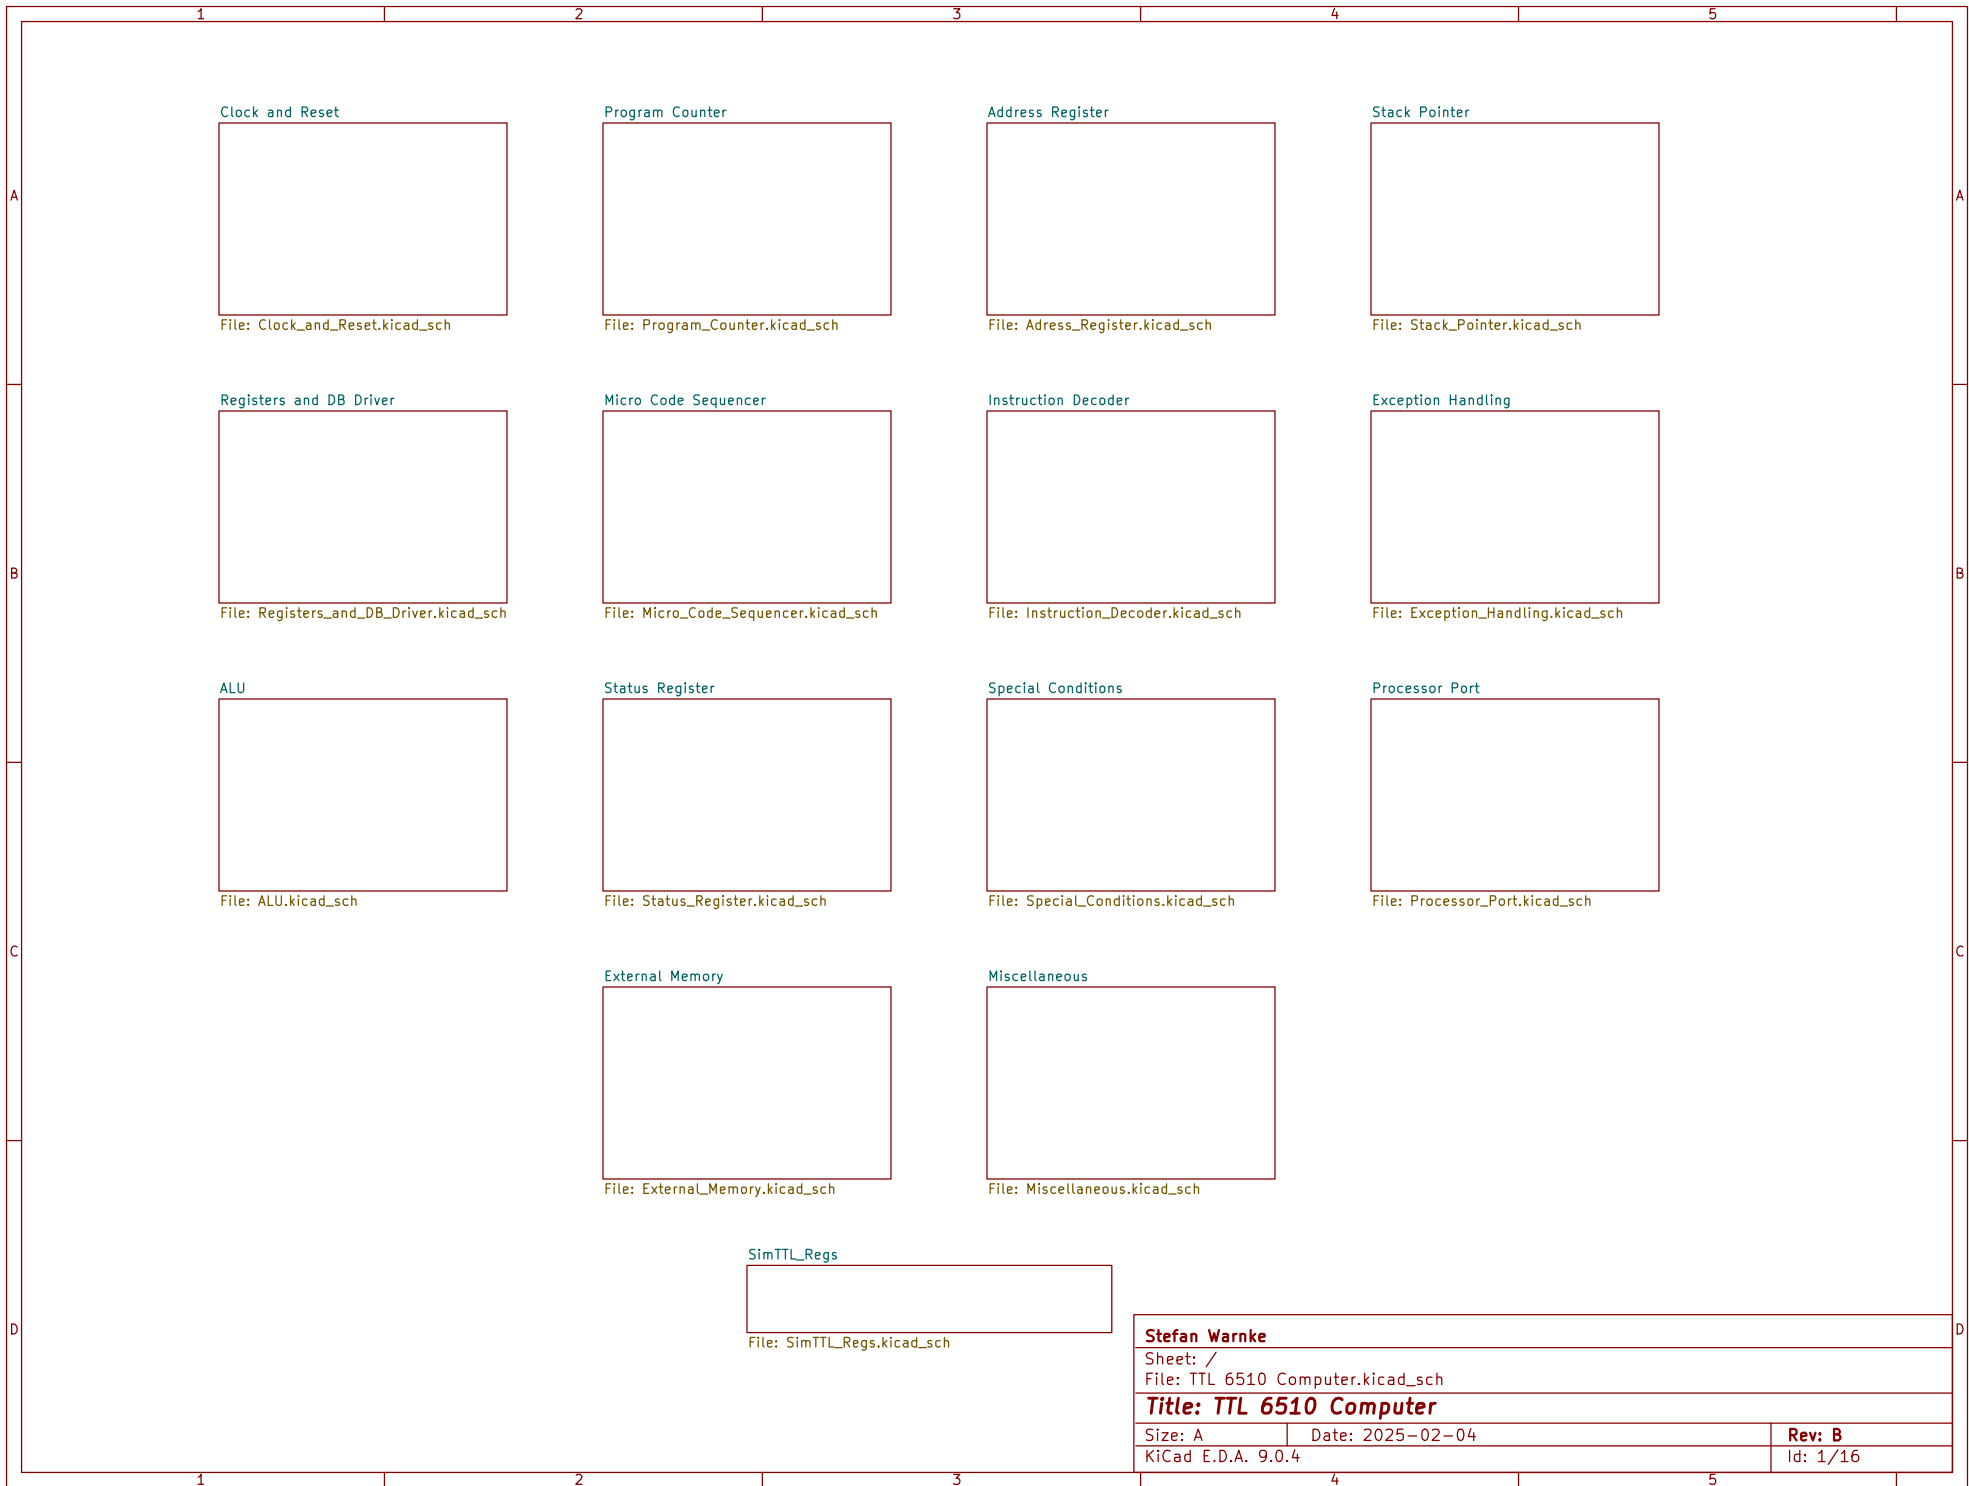 1 2 3 4 5
Clock and Reset Program Counter Address Register Stack Pointer
A A
File: Clock_and_Reset.kicad_sch File: Program_Counter.kicad_sch File: Adress_Register.kicad_sch File: Stack_Pointer.kicad_sch
Registers and DB Driver Micro Code Sequencer Instruction Decoder Exception Handling
B B
File: Registers_and_DB_Driver.kicad_sch File: Micro_Code_Sequencer.kicad_sch File: Instruction_Decoder.kicad_sch File: Exception_Handling.kicad_sch
ALU Status Register Special Conditions Processor Port
File: ALU.kicad_sch File: Status_Register.kicad_sch File: Special_Conditions.kicad_sch File: Processor_Port.kicad_sch
C C
External Memory Miscellaneous
File: External_Memory.kicad_sch File: Miscellaneous.kicad_sch
SimTTL_Regs
D D
File: SimTTL_Regs.kicad_sch
Stefan Warnke
Sheet: /
File: TTL 6510 Computer.kicad_sch
Title: TTL 6510 Computer
Size: A Date: 2025-02-04 Rev: B
KiCad E.D.A. 9.0.4 Id: 1/16
1 2 3 4 5